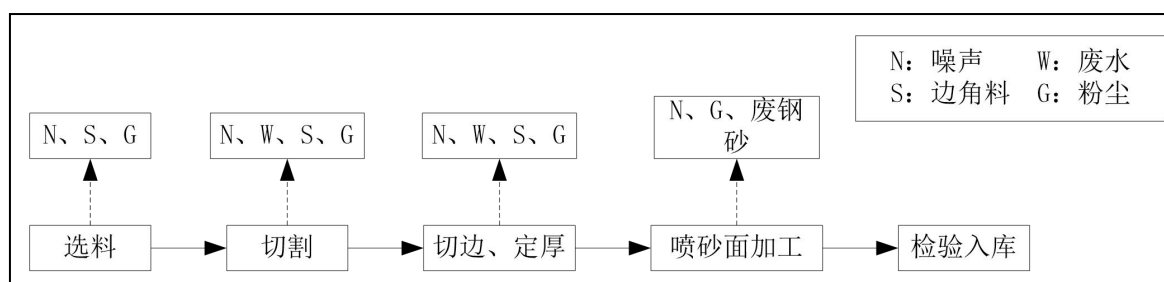 N：噪声 W：废水
S：边角料 G：粉尘
N、S、G
N、W、S、G
N、W、S、G
N、G、废钢
砂
选料
切割
切边、定厚
喷砂面加工
检验入库